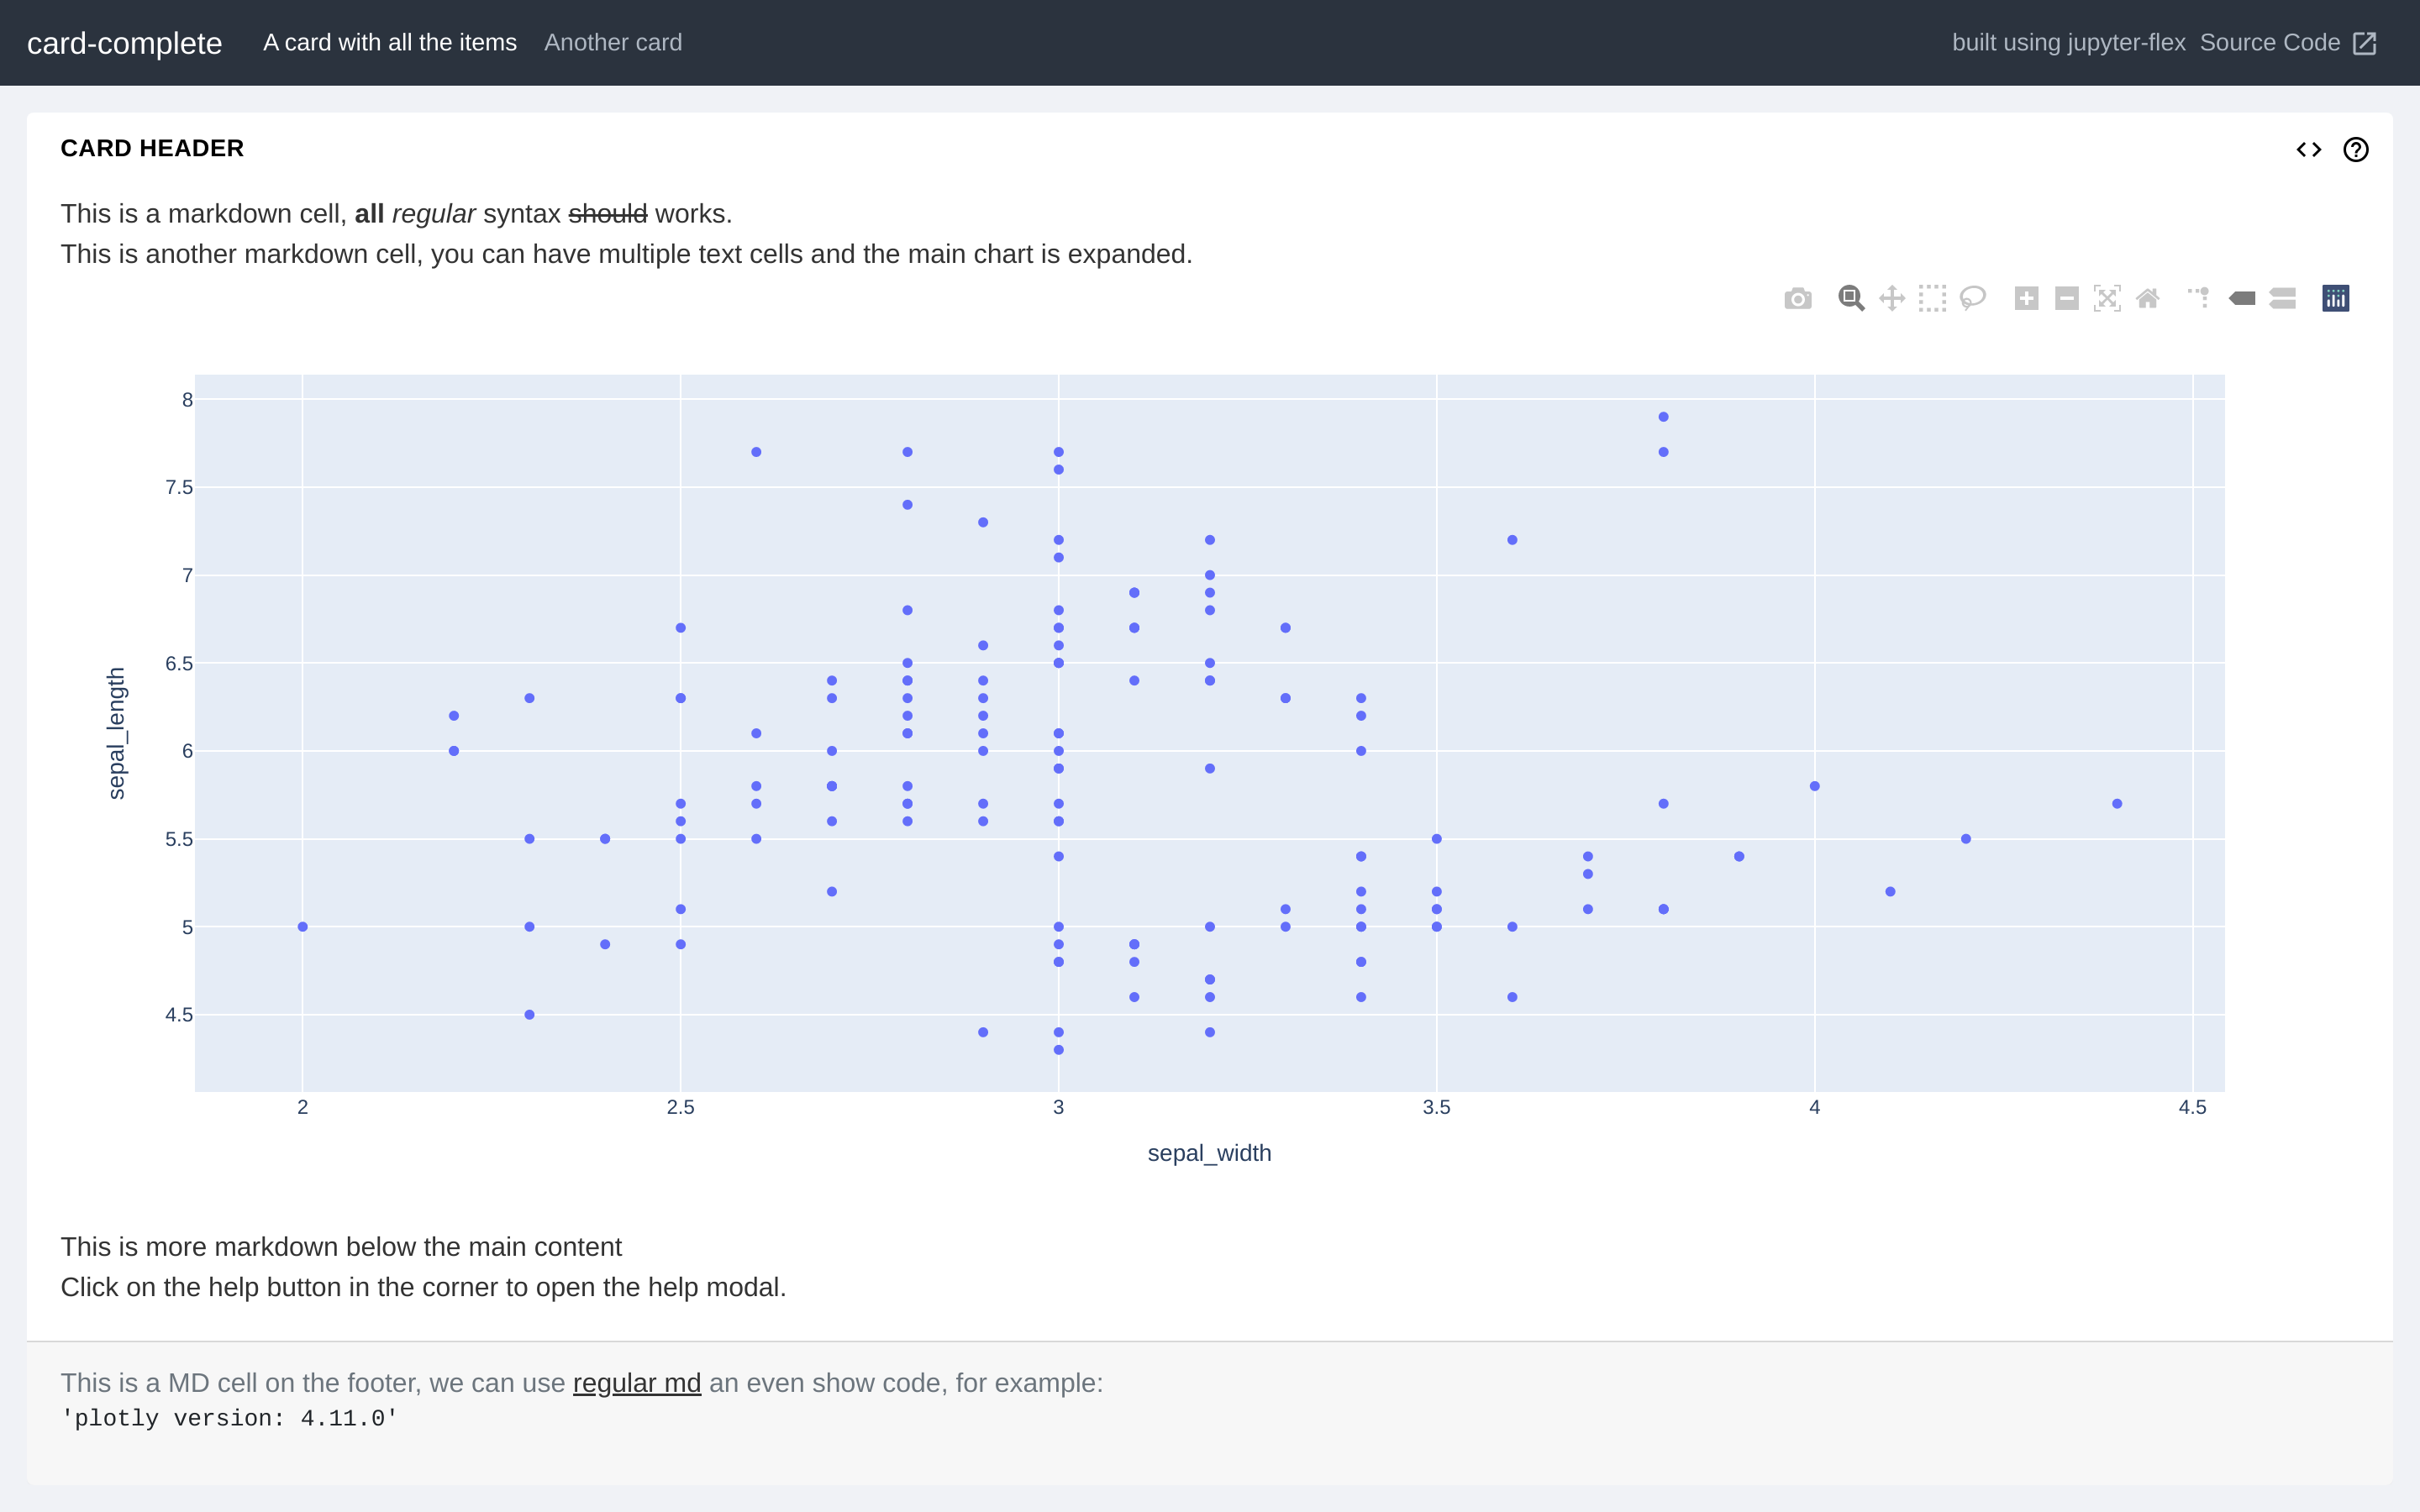 card-complete A card with all the items Another card built using jupyter-flex Source Code
CARD HEADER
This is a markdown cell, all regular syntax should works.
This is another markdown cell, you can have multiple text cells and the main chart is expanded.
8
7.5
7
6.5
6
5.5
5
4.5
sepal_length
2 2.5 3 3.5 4 4.5
sepal_width
This is more markdown below the main content
Click on the help button in the corner to open the help modal.
This is a MD cell on the footer, we can use regular md an even show code, for example:
'plotly version: 4.11.0'